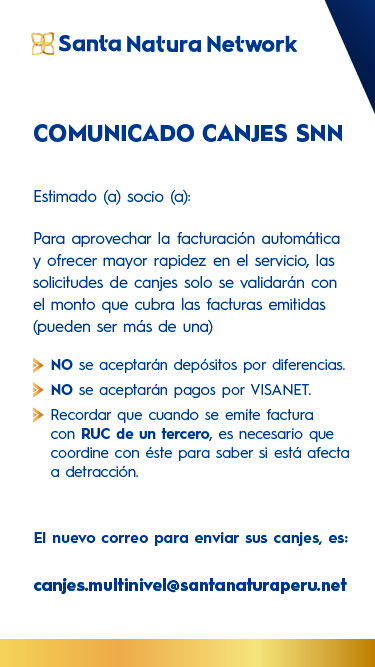 Santa Natura Network
COMUNICADO CANJES SNN
Estimado (a) socio (a):
Para aprovechar la facturación automática
y ofrecer mayor rapidez en el servicio, las
solicitudes de canjes solo se validarán con
el monto que cubra las facturas emitidas
(pueden ser más de una)
NO se aceptarán depósitos por diferencias.
NO se aceptarán pagos por VISANET.
Recordar que cuando se emite factura
con RUC de un tercero, es necesario que
coordine con éste para saber si está afecta
a detracción.
El nuevo correo para enviar sus canjes, es:
canjes.multinivel@santanaturaperu.net